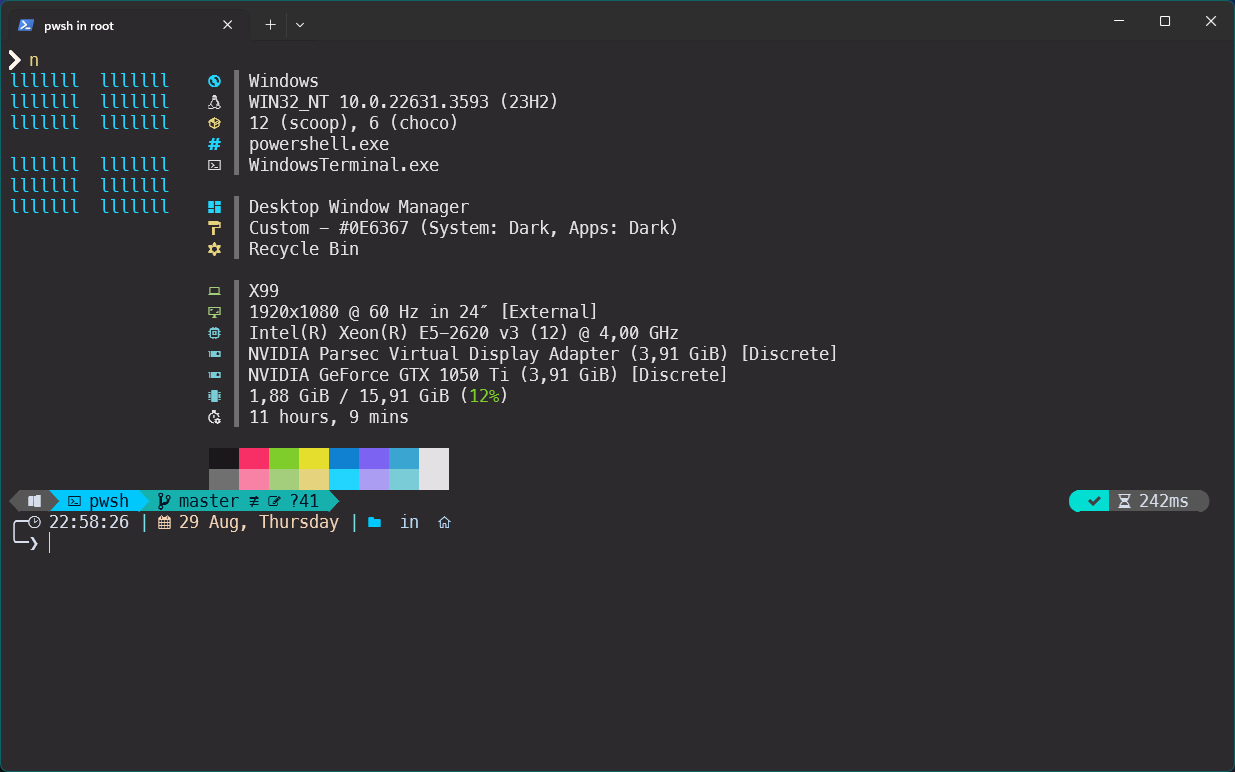 pwsh in root
n
lllllll lllllll Windows
lllllll lllllll WIN32_NT 10.0.22631.3593 (23H2)
lllllll lllllll 12 (scoop), 6 (choco)
# powershell.exe
lllllll lllllll WindowsTerminal.exe
lllllll lllllll
lllllll lllllll Desktop Window Manager
Custom - #0E6367 (System: Dark, Apps: Dark)
Recycle Bin
X99
1920x1080 @ 60 Hz in 24″ [External]
Intel(R) Xeon(R) E5-2620 v3 (12) @ 4,00 GHz
NVIDIA Parsec Virtual Display Adapter (3,91 GiB) [Discrete]
NVIDIA GeForce GTX 1050 Ti (3,91 GiB) [Discrete]
1,88 GiB / 15,91 GiB (12%)
11 hours, 9 mins
pwsh master ≢ ?41 242ms
22:58:26 | 29 Aug, Thursday | in